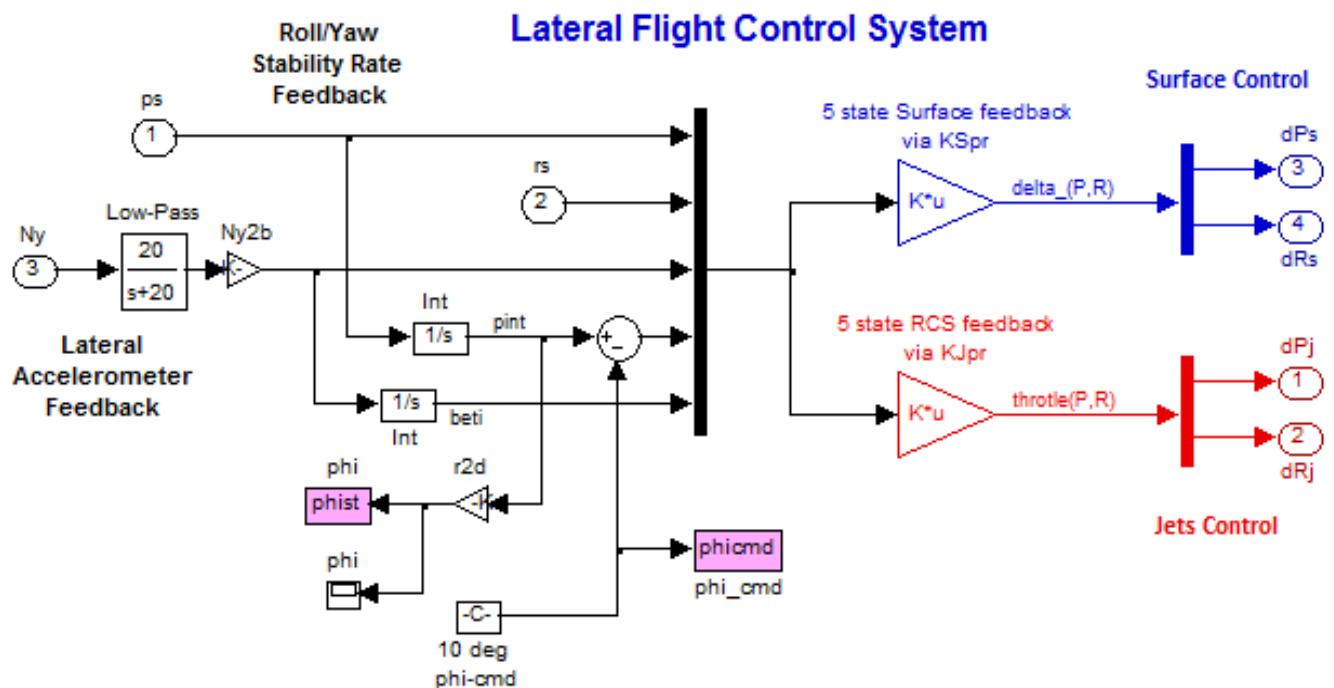 Lateral Flight Control System
Roll/Yaw
Stability Rate
Feedback
ps
1
rs
2
Low-Pass
Ny
3
20
s+20
Ny2b
K-
Lateral
Accelerometer
Feedback
Int
1/s
pint
+
-
1/s
Int
beti
phi
phist
r2d
-K
phi
phicmd
phi_cmd
-C-
10 deg
phi-cmd
5 state Surface feedback
via KSpr
K*u
delta_(P,R)
Surface Control
dPs
3
4
dRs
5 state RCS feedback
via KJpr
K*u
throtle(P,R)
dPj
1
2
dRj
Jets Control